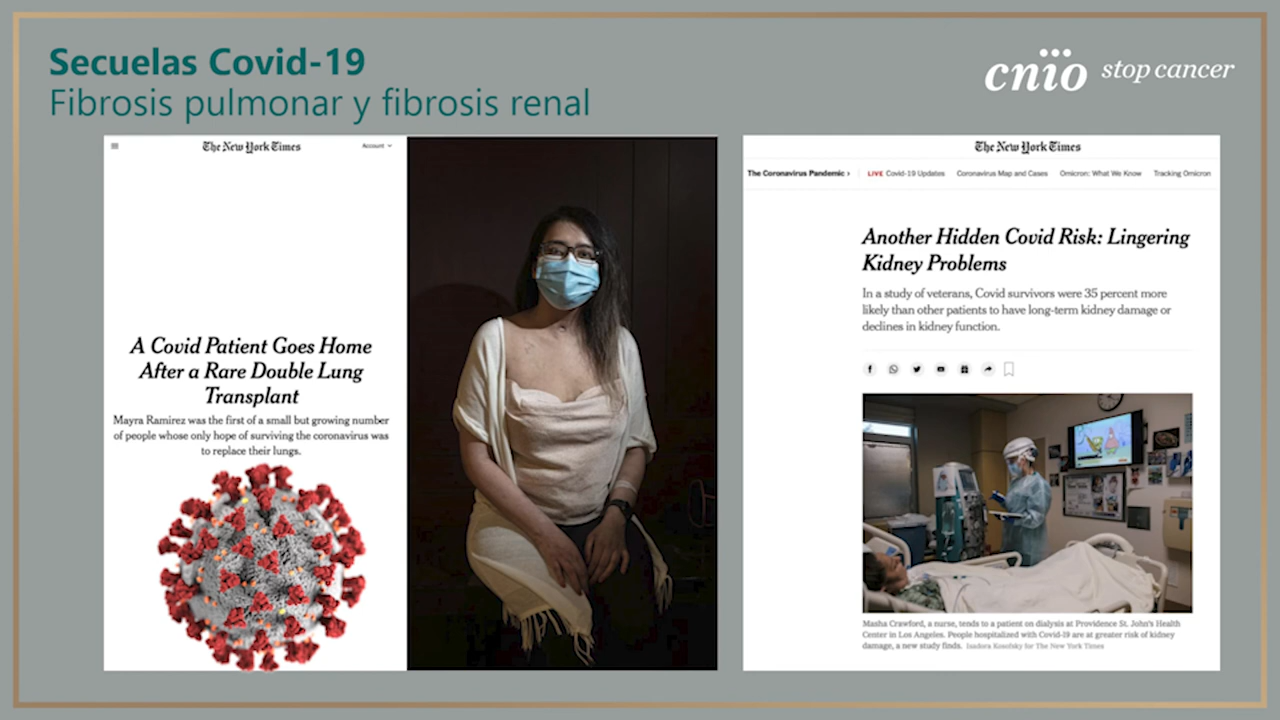 Secuelas Covid-19
Fibrosis pulmonar y fibrosis renal
cnio stop cancer
The New York Times
Account
A Covid Patient Goes Home
After a Rare Double Lung
Transplant
Mayra Ramirez was the first of a small but growing number
of people whose only hope of surviving the coronavirus was
to replace their lungs.
The New York Times
The Coronavirus Pandemic › LIVE Covid-19 Updates Coronavirus Map and Cases Omicron: What We Know Tracking Omicron
Another Hidden Covid Risk: Lingering
Kidney Problems
In a study of veterans, Covid survivors were 35 percent more
likely than other patients to have long-term kidney damage or
declines in kidney function.
Masha Crawford, a nurse, tends to a patient on dialysis at Providence St. John's Health
Center in Los Angeles. People hospitalized with Covid-19 are at greater risk of kidney
damage, a new study finds. Isadora Kosofsky for The New York Times